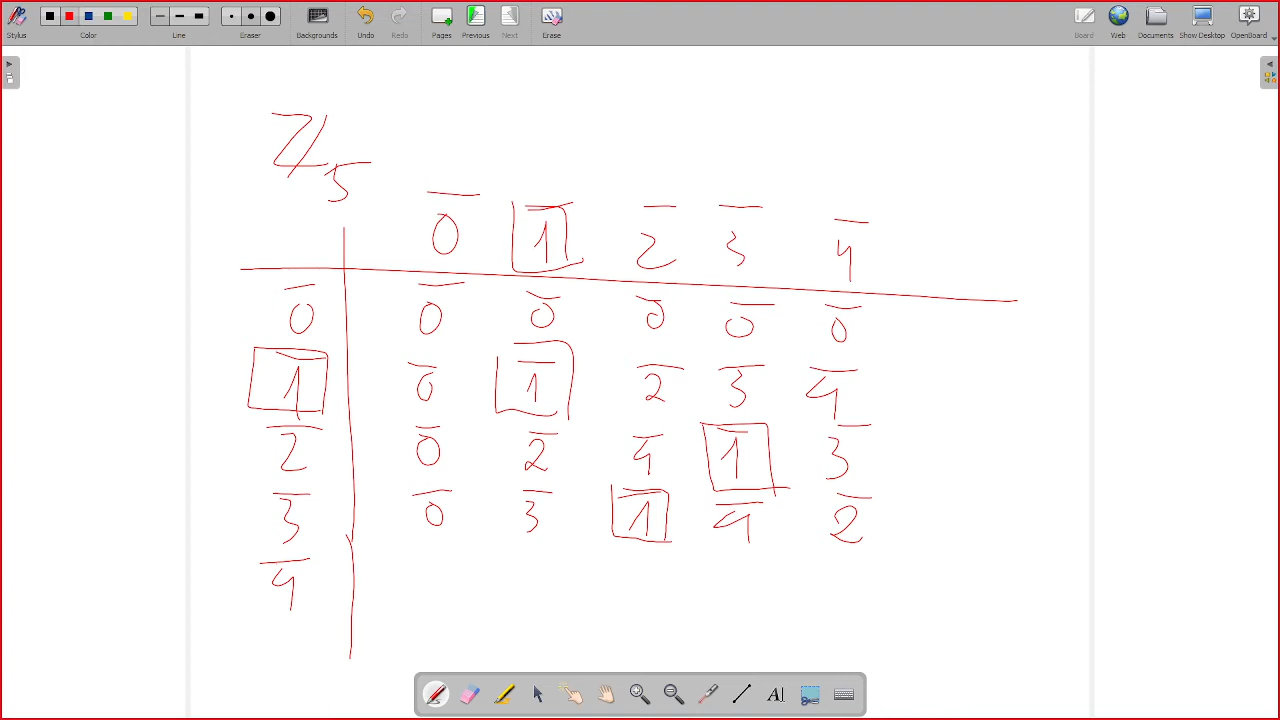 Stylus Color Line Eraser Backgrounds Undo Redo Pages Previous Next Erase Board Web Documents Show Desktop OpenBoard
ℤ₅
0̅ 1̅ 2̅ 3̅ 4̅
0̅ 0̅ 0̅ 0̅ 0̅ 0̅
1̅ 0̅ 1̅ 2̅ 3̅ 4̅
2̅ 0̅ 2̅ 4̅ 1̅ 3̅
3̅ 0̅ 3̅ 1̅ 4̅ 2̅
4̅